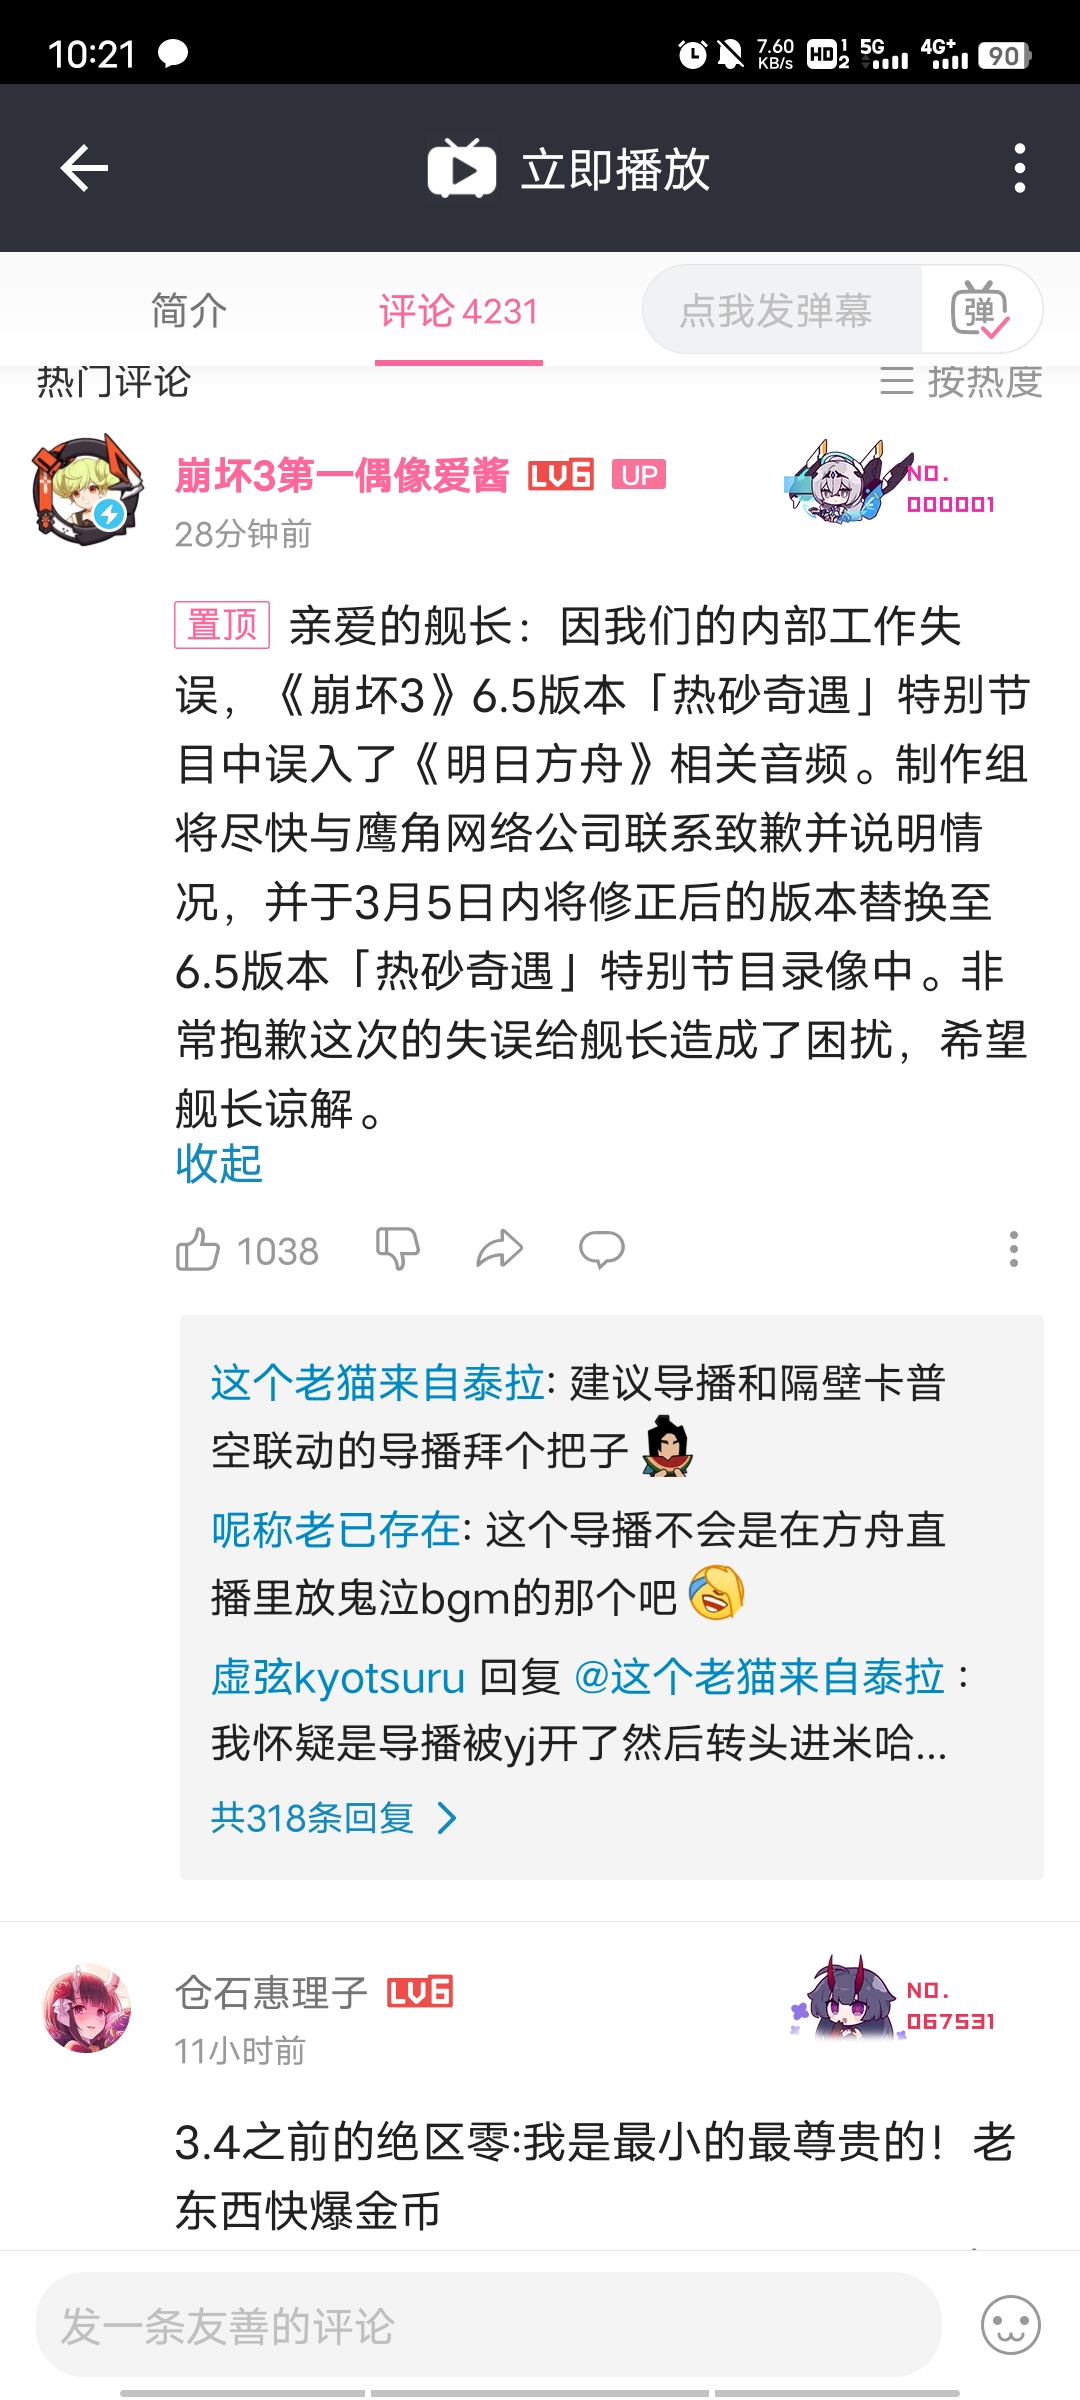 10:21 7.60 KB/s HD 1 2 5G 4G+ 90
立即播放
简介 评论 4231 点我发弹幕 弹
热门评论 按热度
崩坏3第一偶像爱酱 LV6 UP NO.
000001
28分钟前
置顶 亲爱的舰长：因我们的内部工作失
误，《崩坏3》6.5版本「热砂奇遇」特别节
目中误入了《明日方舟》相关音频。制作组
将尽快与鹰角网络公司联系致歉并说明情
况，并于3月5日内将修正后的版本替换至
6.5版本「热砂奇遇」特别节目录像中。非
常抱歉这次的失误给舰长造成了困扰，希望
舰长谅解。
收起
1038
这个老猫来自泰拉: 建议导播和隔壁卡普
空联动的导播拜个把子
呢称老已存在: 这个导播不会是在方舟直
播里放鬼泣bgm的那个吧
虚弦kyotsuru 回复 @这个老猫来自泰拉 :
我怀疑是导播被yj开了然后转头进米哈...
共318条回复
仓石惠理子 LV6 NO.
067531
11小时前
3.4之前的绝区零:我是最小的最尊贵的！老
东西快爆金币
发一条友善的评论